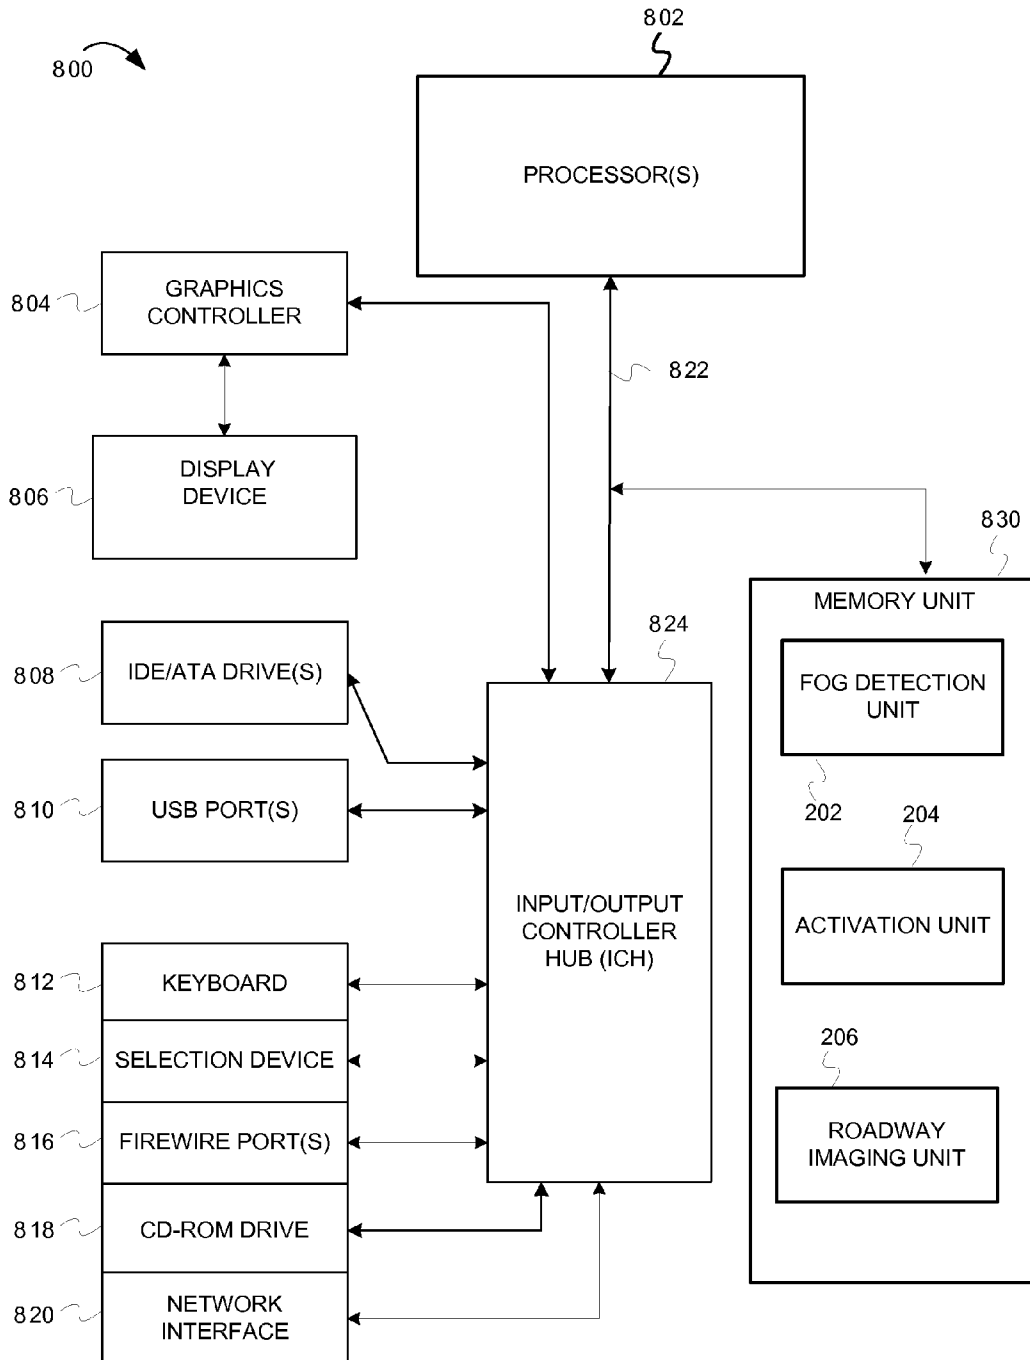 802
800
PROCESSOR(S)
804
GRAPHICS
CONTROLLER
822
806
DISPLAY
DEVICE
830
MEMORY UNIT
824
808
IDE/ATA DRIVE(S)
FOG DETECTION
UNIT
810
USB PORT(S)
202
204
INPUT/OUTPUT
CONTROLLER
HUB (ICH)
ACTIVATION UNIT
812
KEYBOARD
814
SELECTION DEVICE
206
816
FIREWIRE PORT(S)
ROADWAY
IMAGING UNIT
818
CD-ROM DRIVE
820
NETWORK
INTERFACE